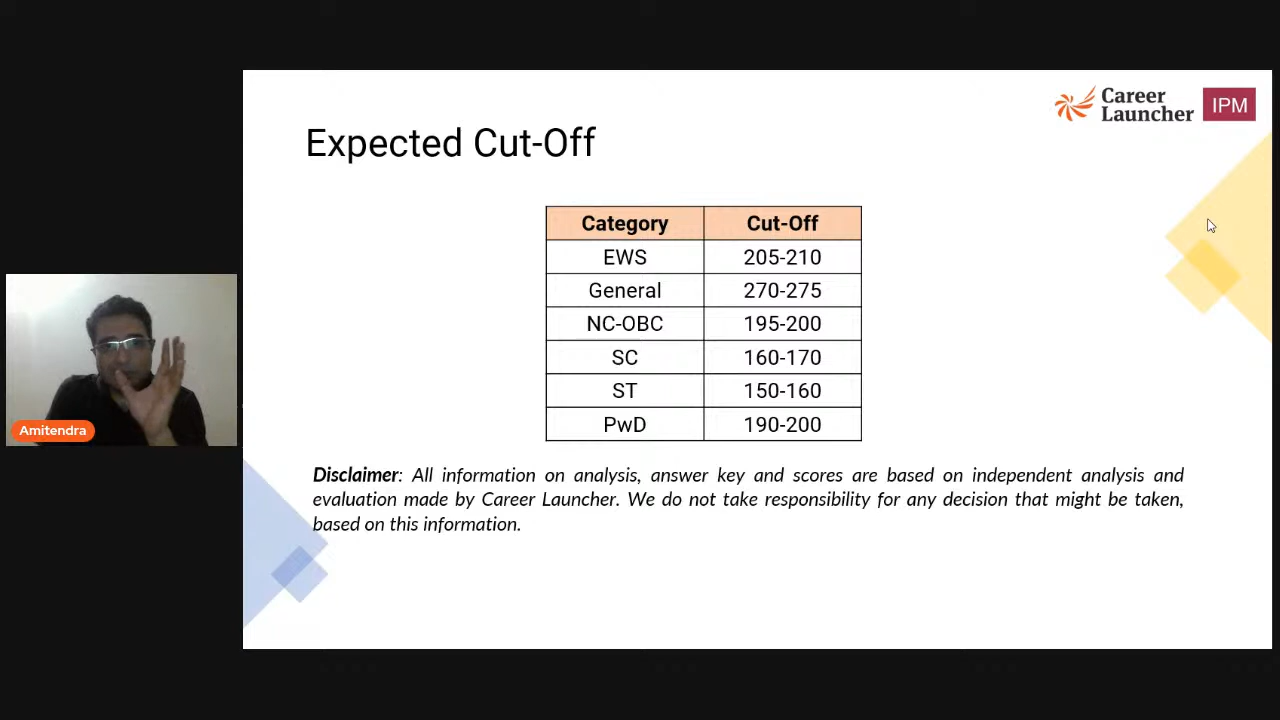 Career
Launcher
IPM
Expected Cut-Off
Category Cut-Off
EWS 205-210
General 270-275
NC-OBC 195-200
SC 160-170
ST 150-160
PwD 190-200
Amitendra
Disclaimer: All information on analysis, answer key and scores are based on independent analysis and
evaluation made by Career Launcher. We do not take responsibility for any decision that might be taken,
based on this information.